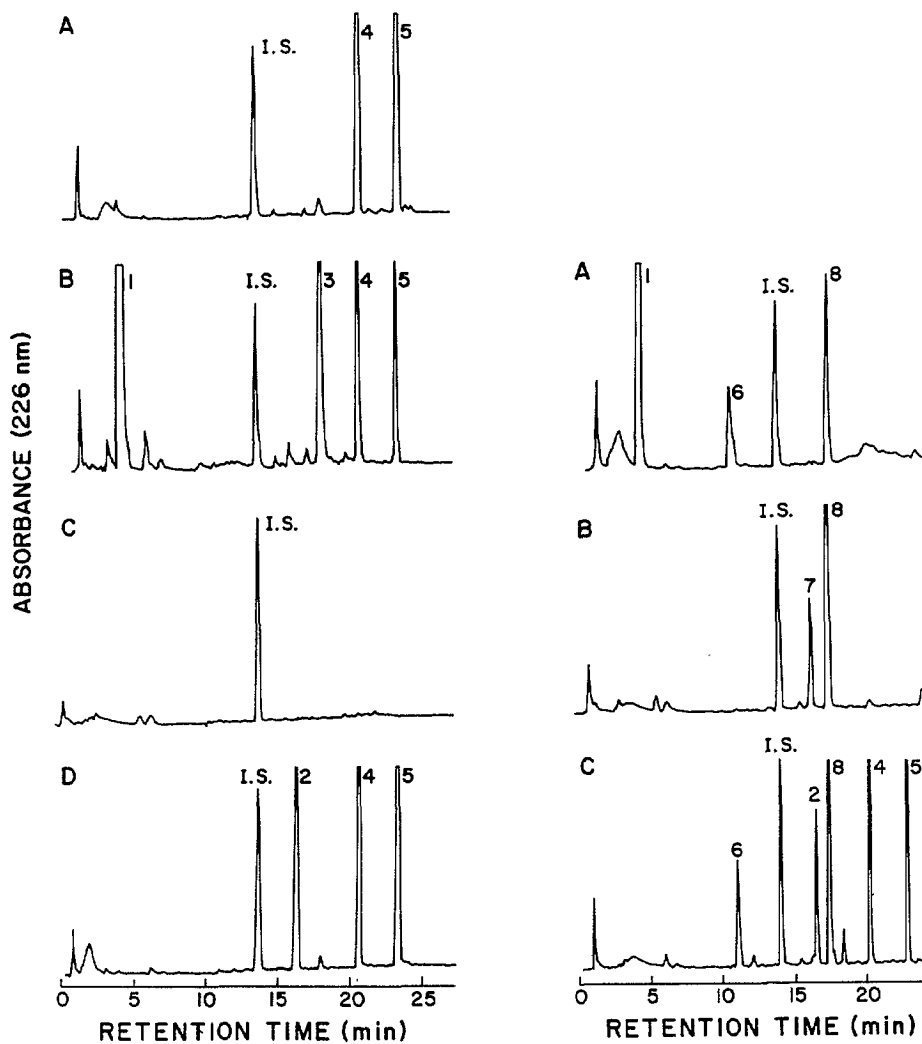 ABSORBANCE (226 nm)
A
I.S.
4
5
B
1
I.S.
3
4
5
C
I.S.
D
I.S.
2
4
5
0 5 10 15 20 25
RETENTION TIME (min)
A
1
6
I.S.
8
B
I.S.
7
8
C
6
I.S.
2
8
4
5
0 5 10 15 20
RETENTION TIME (min)